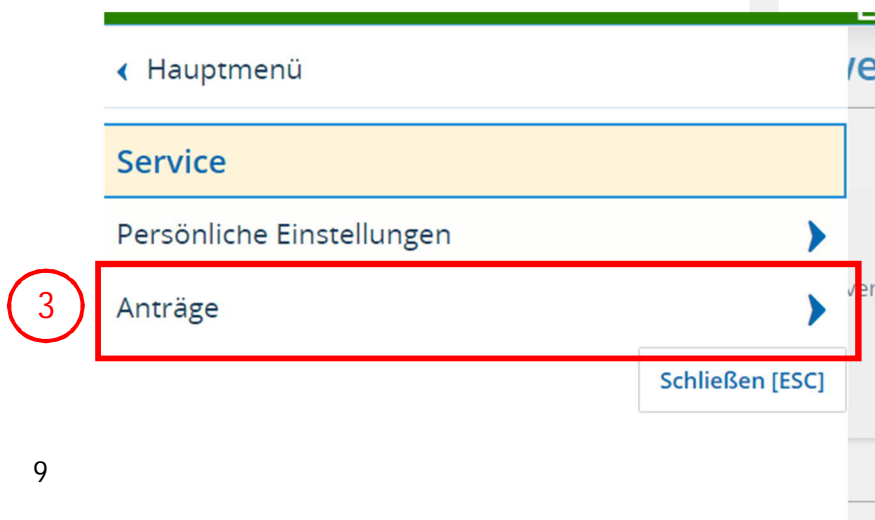 Hauptmenü
Service
Persönliche Einstellungen
3
Anträge
Schließen [ESC]
9